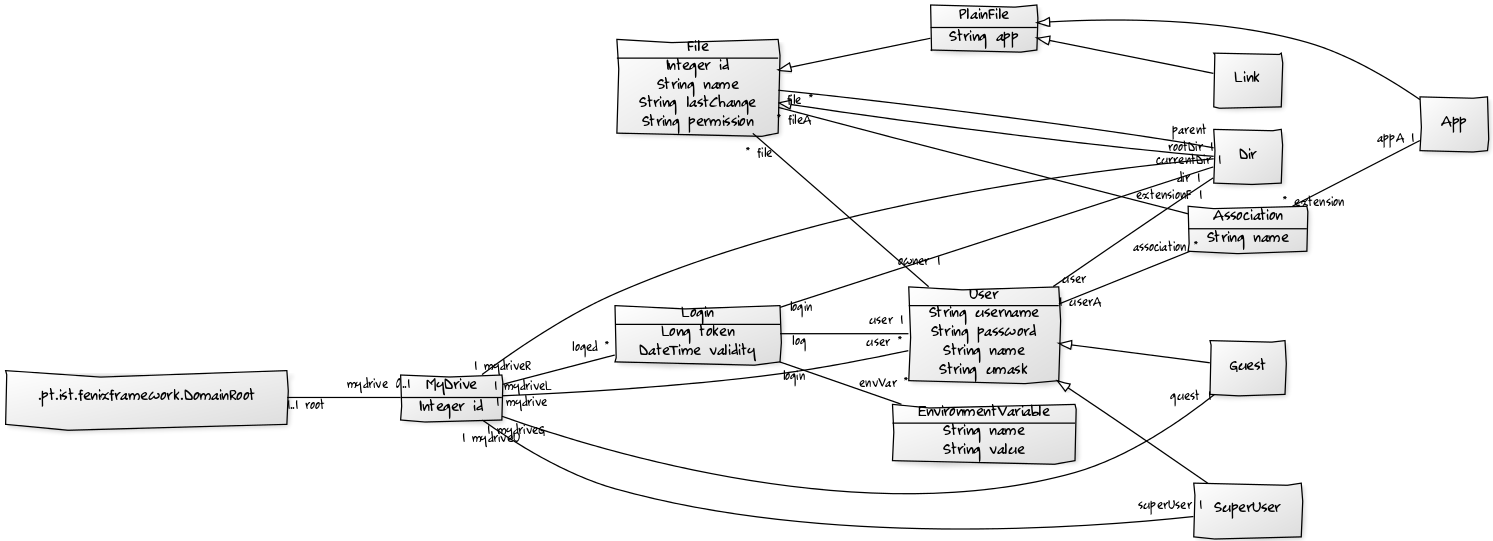 PlainFile
String app
File
Integer id
String name
String lastChange
String permission
Link
App
file *
* fileA
parent
rootDir 1
currentDir 1
dir 1
extensionF 1
Dir
appA 1
* file
* extension
Association
String name
association *
owner 1
user
1 userA
User
String username
String password
String name
String umask
Login
Long token
DateTime validity
login
log
login
user 1
user *
loged *
1 mydriveR
Guest
.pt.ist.fenixframework.DomainRoot
1..1 root
mydrive 0..1
MyDrive
Integer id
1 mydriveL
1 mydrive
1 mydriveG
1 mydriveU
envVar *
EnvironmentVariable
String name
String value
guest 1
superUser 1
SuperUser